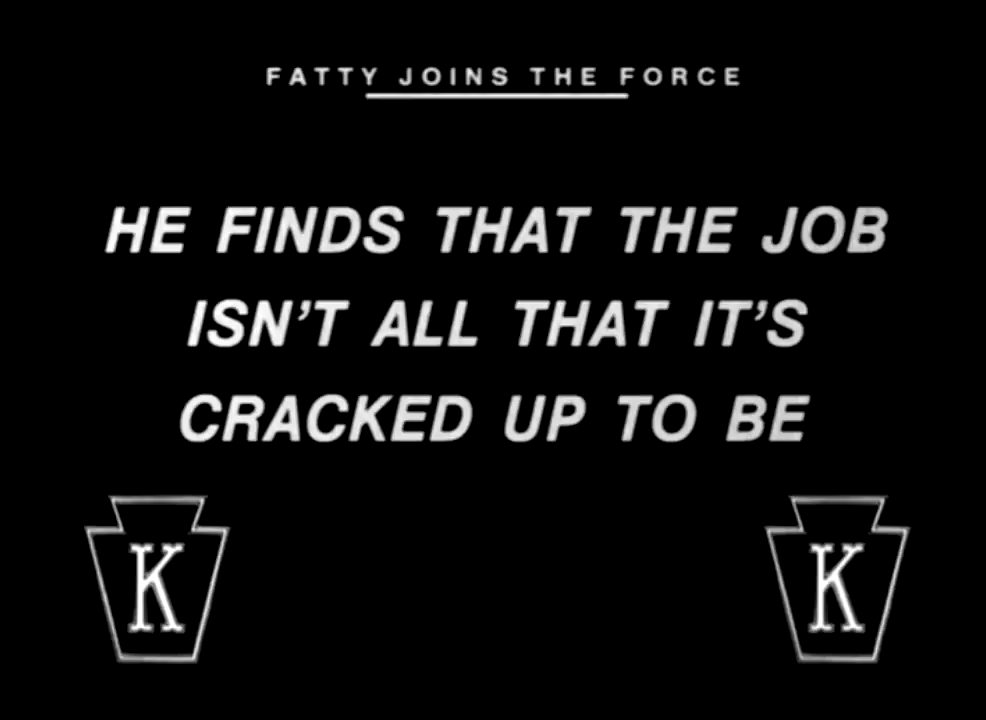 FATTY JOINS THE FORCE
HE FINDS THAT THE JOB
ISN'T ALL THAT IT'S
CRACKED UP TO BE
K K